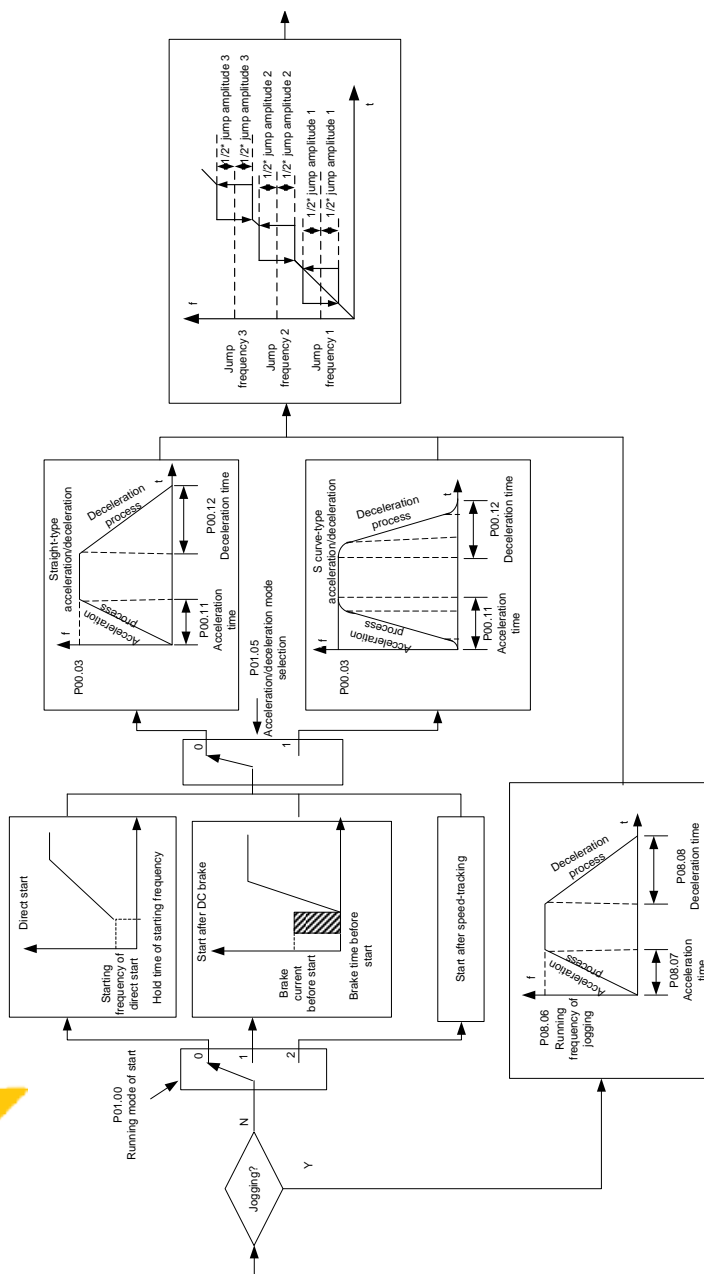 Jogging?
N
Y
P01.00
Running mode of start
0
1
2
Direct start
Starting
frequency of
direct start
Hold time of starting frequency
Start after DC brake
Brake
current
before start
Brake time before
start
Start after speed-tracking
0
1
P01.05
Acceleration/deceleration mode
selection
Straight-type
acceleration/deceleration
f
P00.03
Acceleration
process
Deceleration
process
t
P00.11
Acceleration
time
P00.12
Deceleration time
S curve-type
acceleration/deceleration
f
P00.03
Acceleration
process
Deceleration
process
t
P00.11
Acceleration
time
P00.12
Deceleration time
P08.06
Running
frequency of
jogging
f
Acceleration
process
Deceleration
process
t
P08.07
Acceleration
time
P08.08
Deceleration time
f
Jump
frequency 3
Jump
frequency 2
Jump
frequency 1
1/2* jump amplitude 3
1/2* jump amplitude 3
1/2* jump amplitude 2
1/2* jump amplitude 2
1/2* jump amplitude 1
1/2* jump amplitude 1
t